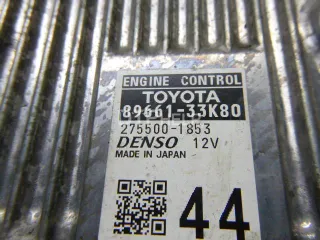 ENGINE CONTROL
TOYOTA
89661-33K80
275500-1853
DENSO 12V
MADE IN JAPAN
44